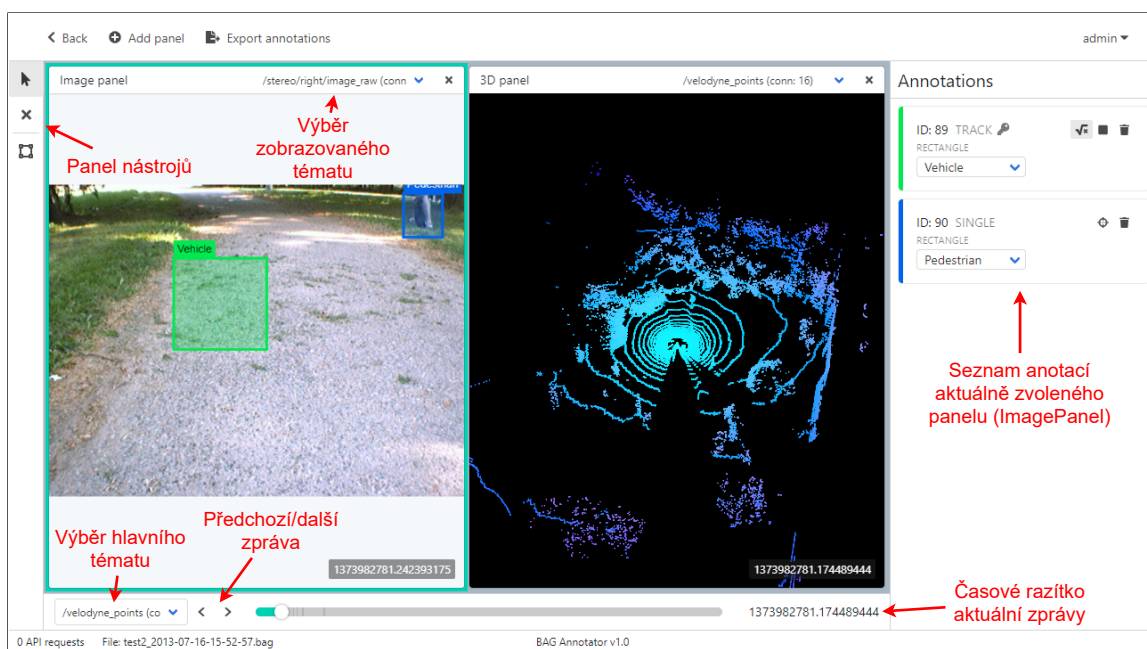 Back
Add panel
Export annotations
admin
Image panel
/stereo/right/image_raw (conn
3D panel
/velodyne_points (conn: 16)
Annotations
Výběr
zobrazovaného
tématu
Panel nástrojů
Pedestrian
Vehicle
ID: 89 TRACK
RECTANGLE
Vehicle
ID: 90 SINGLE
RECTANGLE
Pedestrian
Seznam anotací
aktuálně zvoleného
panelu (ImagePanel)
Výběr hlavního
tématu
Předchozí/další
zpráva
1373982781.242393175
1373982781.174489444
Časové razítko
aktuální zprávy
/velodyne_points (co
1373982781.174489444
0 API requests
File: test2_2013-07-16-15-52-57.bag
BAG Annotator v1.0